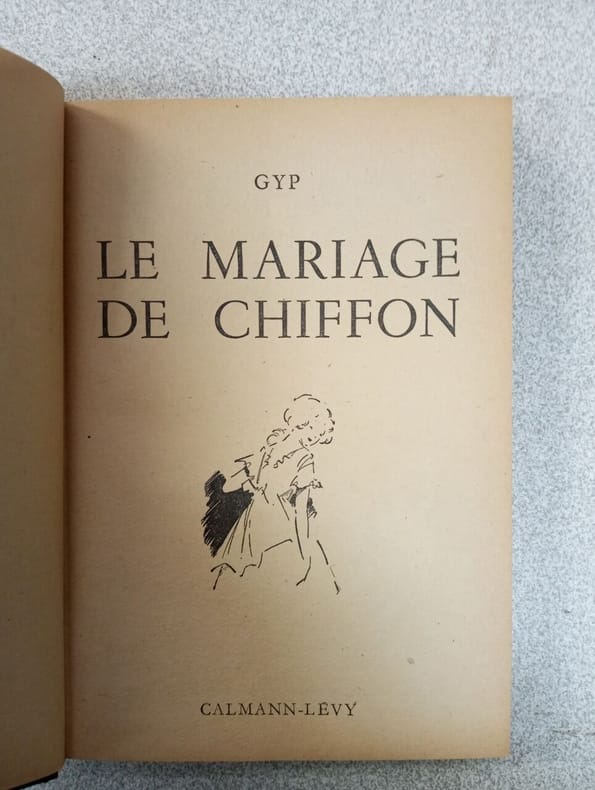 GYP
LE MARIAGE
DE CHIFFON
CALMANN-LÉVY